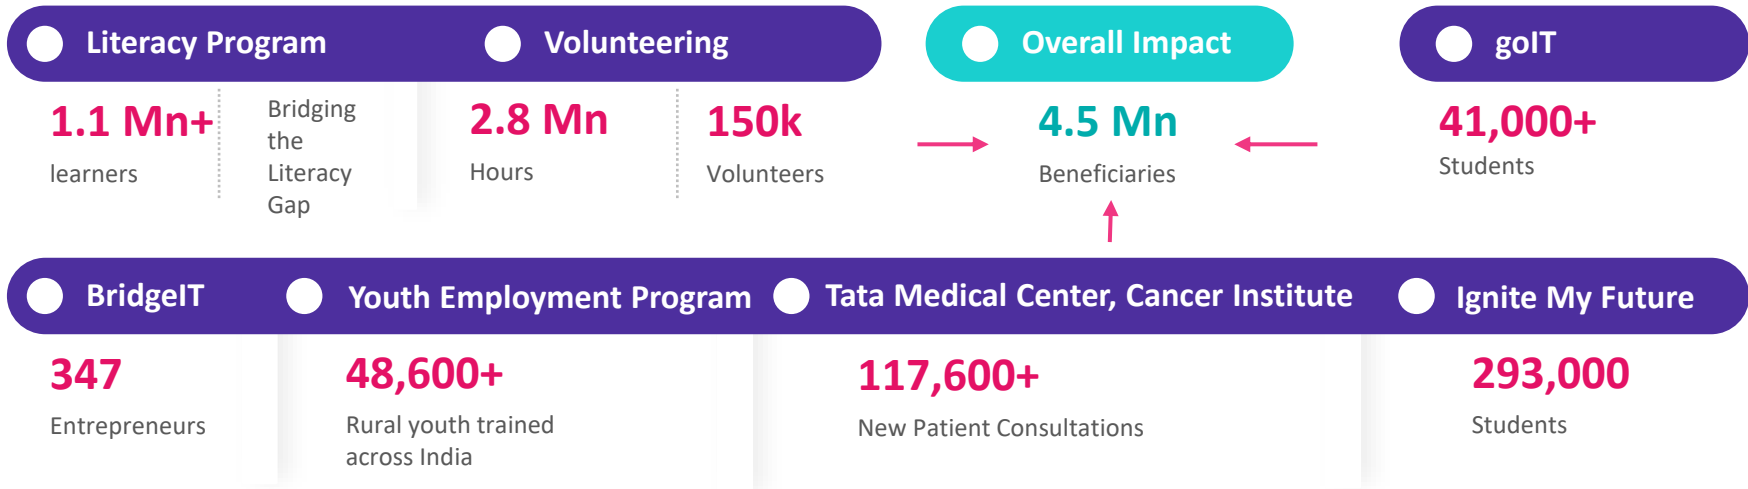 Literacy Program
Volunteering
Overall Impact
goIT
1.1 Mn+
learners
Bridging
the
Literacy
Gap
2.8 Mn
Hours
150k
Volunteers
4.5 Mn
Beneficiaries
41,000+
Students
BridgeIT
Youth Employment Program
Tata Medical Center, Cancer Institute
Ignite My Future
347
Entrepreneurs
48,600+
Rural youth trained
across India
117,600+
New Patient Consultations
293,000
Students